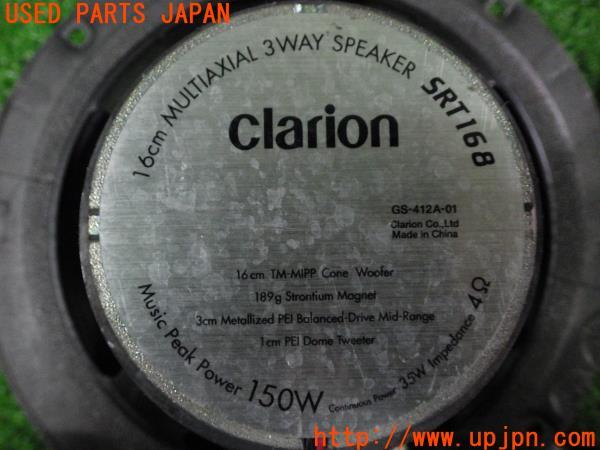 USED PARTS JAPAN
16cm MULTIAXIAL 3WAY SPEAKER SRT168
clarion
GS-412A-01
Clarion Co.,Ltd
Made in China
16cm TM-MIPP Cone Woofer
189g Strontium Magnet
3cm Metallized PEI Balanced-Drive Mid-Range
1cm PEI Dome Tweeter
Music Peak Power 150W Continuous Power 35W Impedance 4Ω
http://www.upjpn.com/